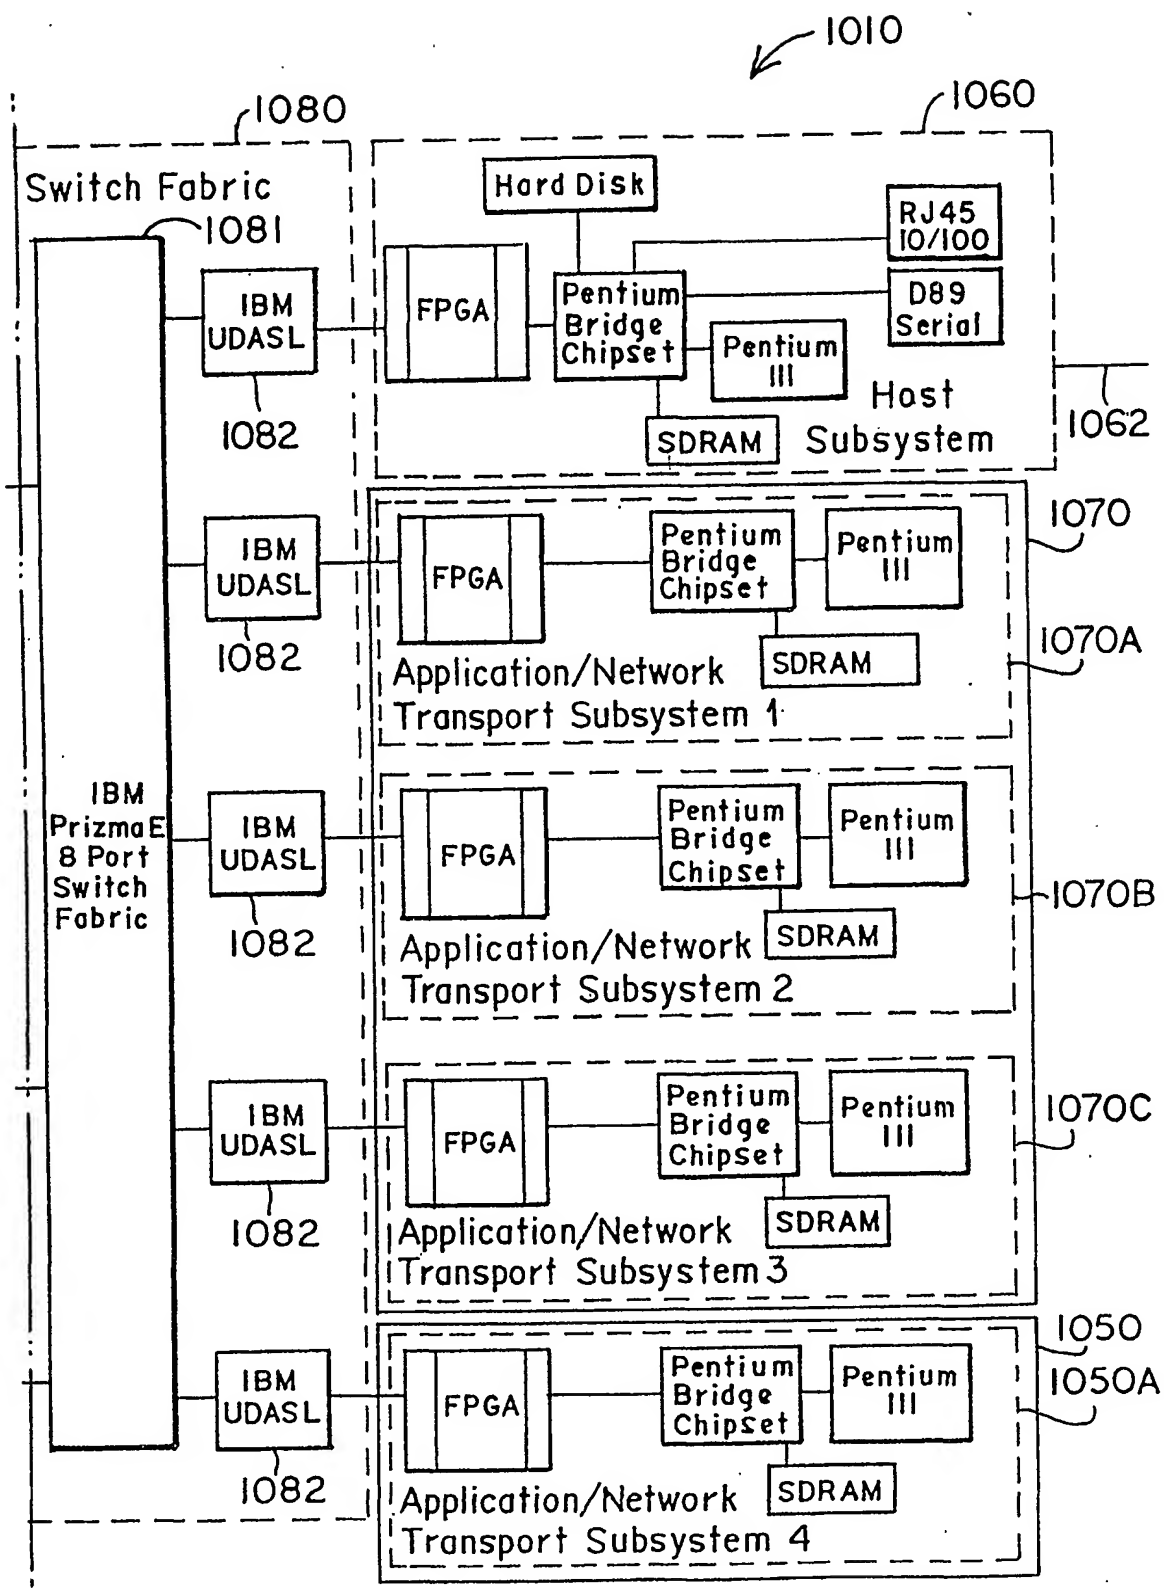 1010
1080
1060
Switch Fabric
1081
Hard Disk
RJ45
10/100
IBM
UDASL
FPGA
Pentium
Bridge
Chipset
D89
Serial
Pentium
III
1082
SDRAM
Host
Subsystem
1062
1070
IBM
UDASL
FPGA
Pentium
Bridge
Chipset
Pentium
III
1082
SDRAM
1070A
Application/Network
Transport Subsystem 1
IBM
PrizmaE
8 Port
Switch
Fabric
IBM
UDASL
FPGA
Pentium
Bridge
Chipset
Pentium
III
1070B
1082
SDRAM
Application/Network
Transport Subsystem 2
IBM
UDASL
FPGA
Pentium
Bridge
Chipset
Pentium
III
1070C
1082
SDRAM
Application/Network
Transport Subsystem 3
1050
IBM
UDASL
FPGA
Pentium
Bridge
Chipset
Pentium
III
1050A
1082
SDRAM
Application/Network
Transport Subsystem 4